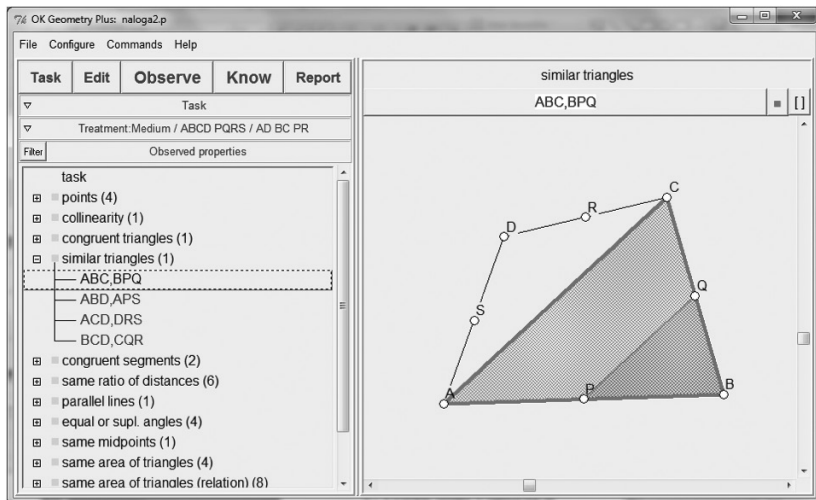 OK Geometry Plus: naloga2.p
File Configure Commands Help
Task Edit Observe Know Report
Task
Treatment:Medium / ABCD PQRS / AD BC PR
Filter Observed properties
task
points (4)
collinearity (1)
congruent triangles (1)
similar triangles (1)
ABC,BPQ
ABD,APS
ACD,DRS
BCD,CQR
congruent segments (2)
same ratio of distances (6)
parallel lines (1)
equal or supl. angles (4)
same midpoints (1)
same area of triangles (4)
same area of triangles (relation) (8)
similar triangles
ABC,BPQ
[ ]
C
R
D
Q
S
A
P
B